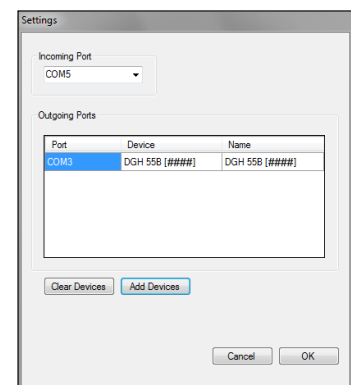 Settings
Incoming Port
COM5
Outgoing Ports
Port Device Name
COM3 DGH 55B [####] DGH 55B [####]
Clear Devices Add Devices
Cancel OK